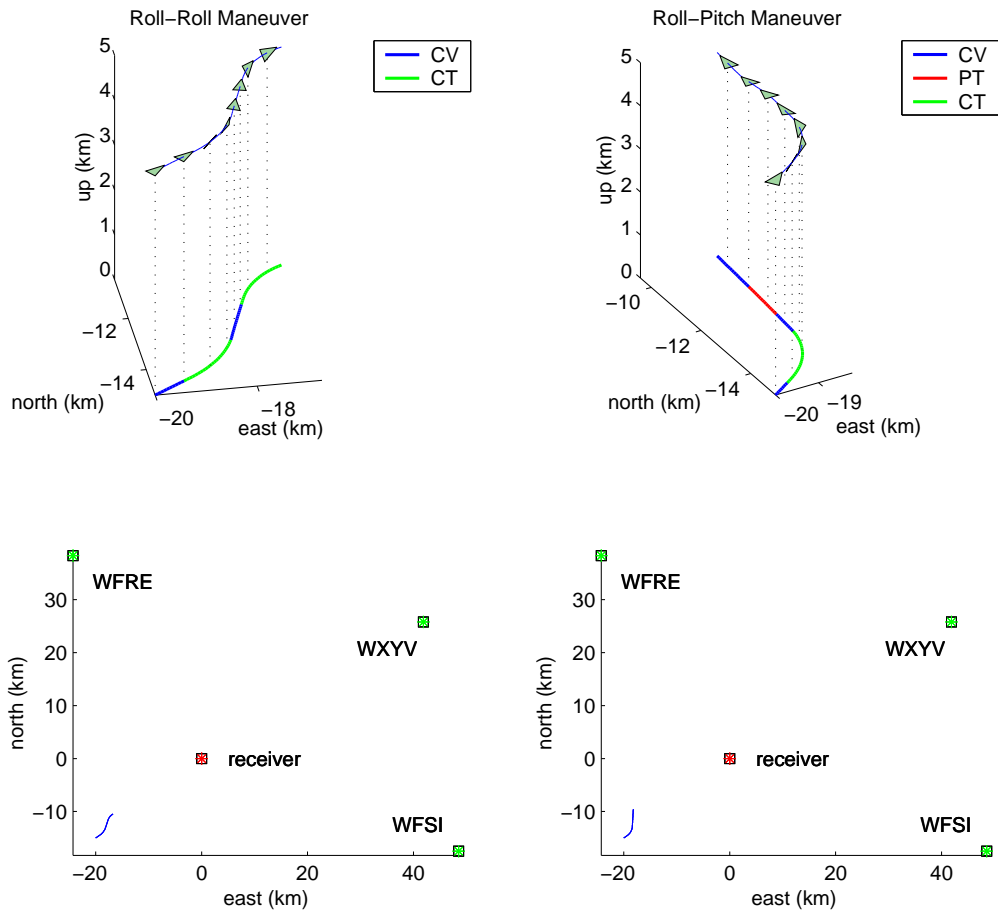 Roll−Roll Maneuver
CV
CT
5
4
3
2
1
0
up (km)
−12
−14
north (km)
−20
−18
east (km)
Roll−Pitch Maneuver
CV
PT
CT
5
4
3
2
1
0
up (km)
−10
−12
−14
north (km)
−20
−19
east (km)
WFRE
WXYV
receiver
WFSI
30
20
10
0
−10
north (km)
−20
0
20
40
east (km)
WFRE
WXYV
receiver
WFSI
30
20
10
0
−10
north (km)
−20
0
20
40
east (km)